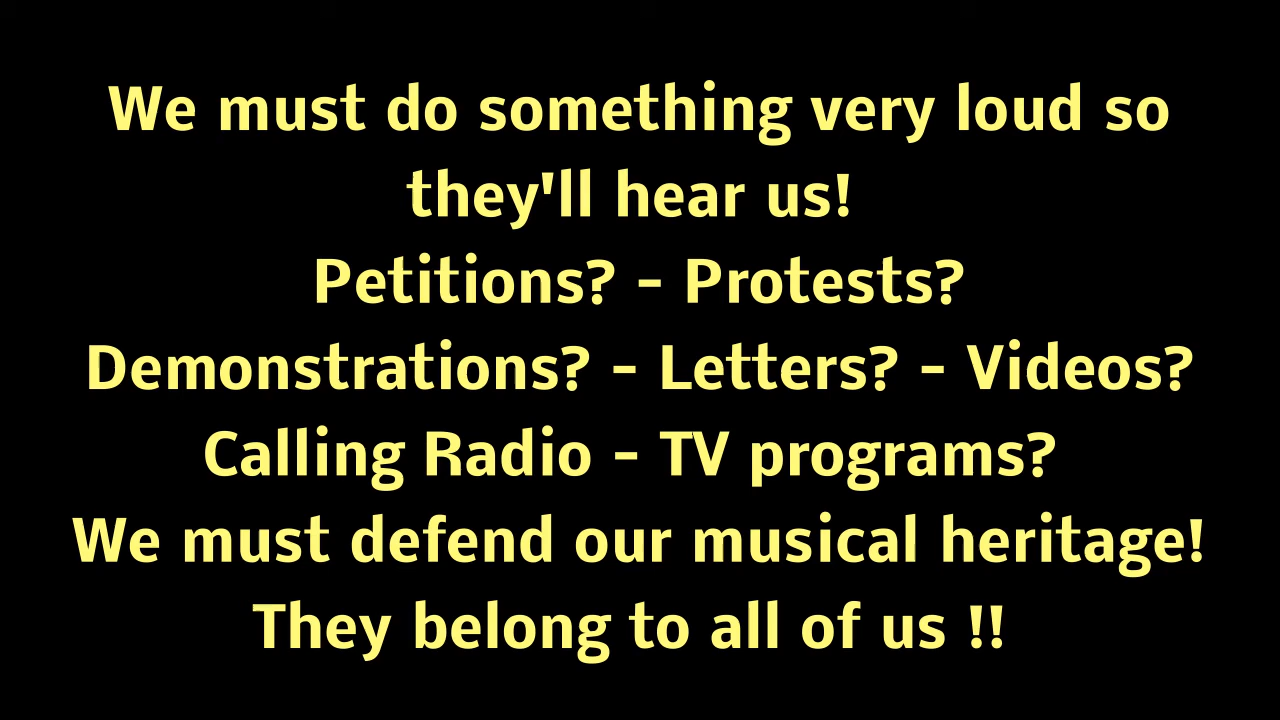 We must do something very loud so
they'll hear us!
Petitions? - Protests?
Demonstrations? - Letters? - Videos?
Calling Radio - TV programs?
We must defend our musical heritage!
They belong to all of us !!